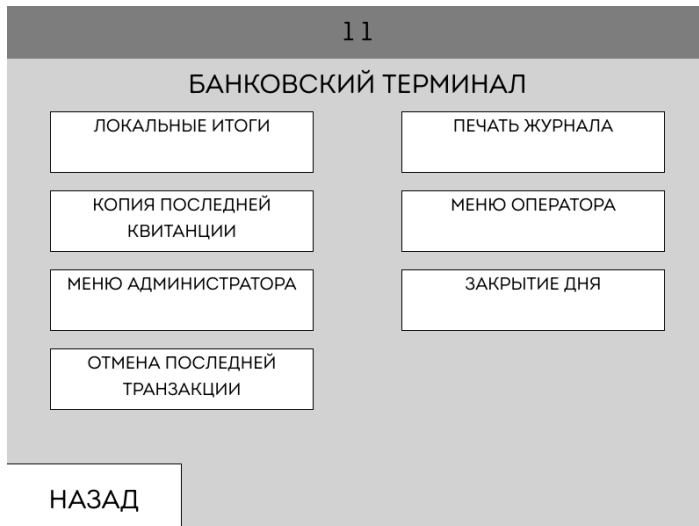 11
БАНКОВСКИЙ ТЕРМИНАЛ
ЛОКАЛЬНЫЕ ИТОГИ
ПЕЧАТЬ ЖУРНАЛА
КОПИЯ ПОСЛЕДНЕЙ
КВИТАНЦИИ
МЕНЮ ОПЕРАТОРА
МЕНЮ АДМИНИСТРАТОРА
ЗАКРЫТИЕ ДНЯ
ОТМЕНА ПОСЛЕДНЕЙ
ТРАНЗАКЦИИ
НАЗАД